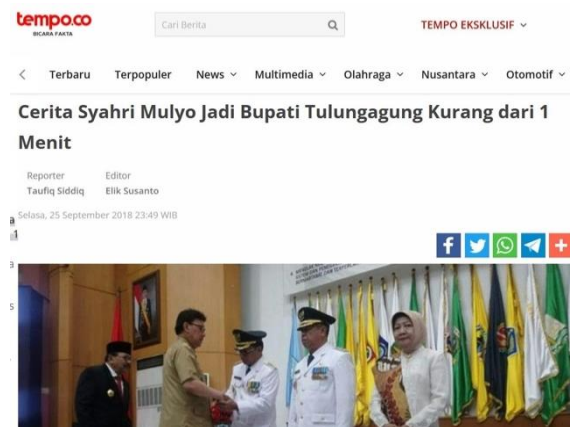 tempo.co
BICARA FAKTA
Cari Berita
TEMPO EKSKLUSIF
Terbaru Terpopuler News Multimedia Olahraga Nusantara Otomotif
Cerita Syahri Mulyo Jadi Bupati Tulungagung Kurang dari 1
Menit
Reporter Editor
Taufiq Siddiq Elik Susanto
Selasa, 25 September 2018 23:49 WIB